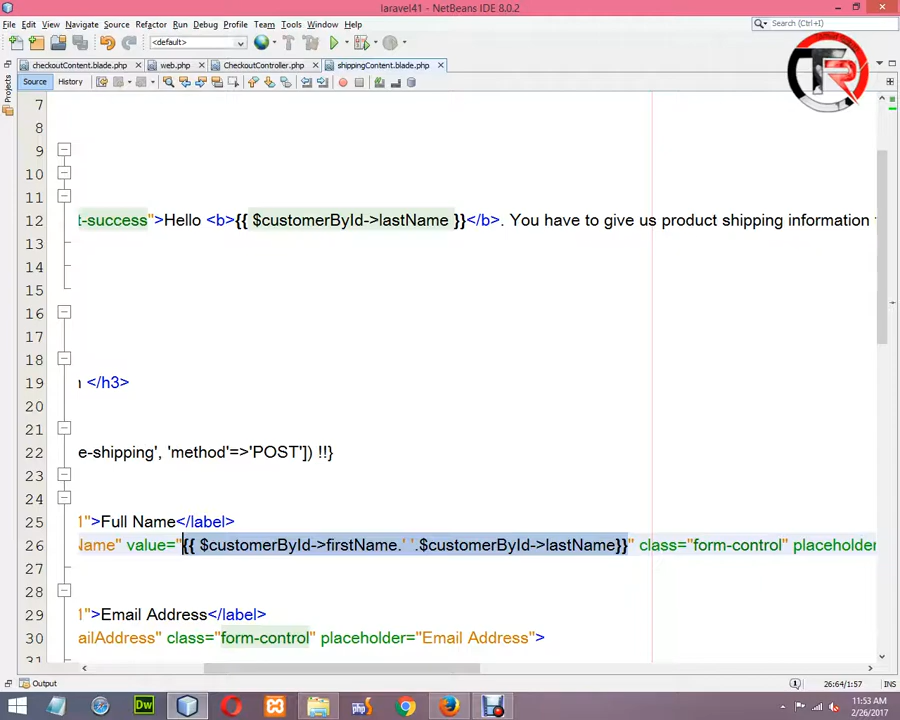 laravel41 - NetBeans IDE 8.0.2
File Edit View Navigate Source Refactor Run Debug Profile Team Tools Window Help
Search (Ctrl+I)
<default>
checkoutContent.blade.php web.php CheckoutController.php shippingContent.blade.php
Source History
Projects
7
8
9
10
11
12 t-success">Hello <b>{{ $customerById->lastName }}</b>. You have to give us product shipping information
13
14
15
16
17
18
19 </h3>
20
21
22 e-shipping', 'method'=>'POST']) !!}
23
24
25 1">Full Name</label>
26 Name" value="{{ $customerById->firstName.' '.$customerById->lastName}}" class="form-control" placeholder
27
28
29 1">Email Address</label>
30 ailAddress" class="form-control" placeholder="Email Address">
31
Output
26:64/1:57 INS
Dw
11:53 AM
2/26/2017